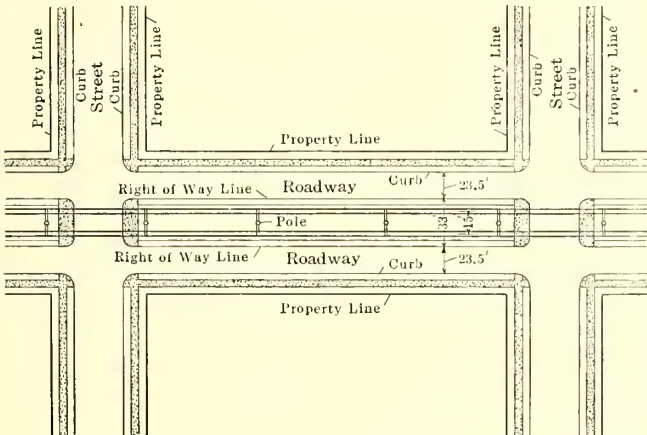 Property Line
Curb
Street
Curb
Property Line
Property Line
Curb
Street
Curb
Property Line
Property Line
Right of Way Line
Roadway
Curb
23.5'
Pole
33'
15'
Right of Way Line
Roadway
Curb
23.5'
Property Line